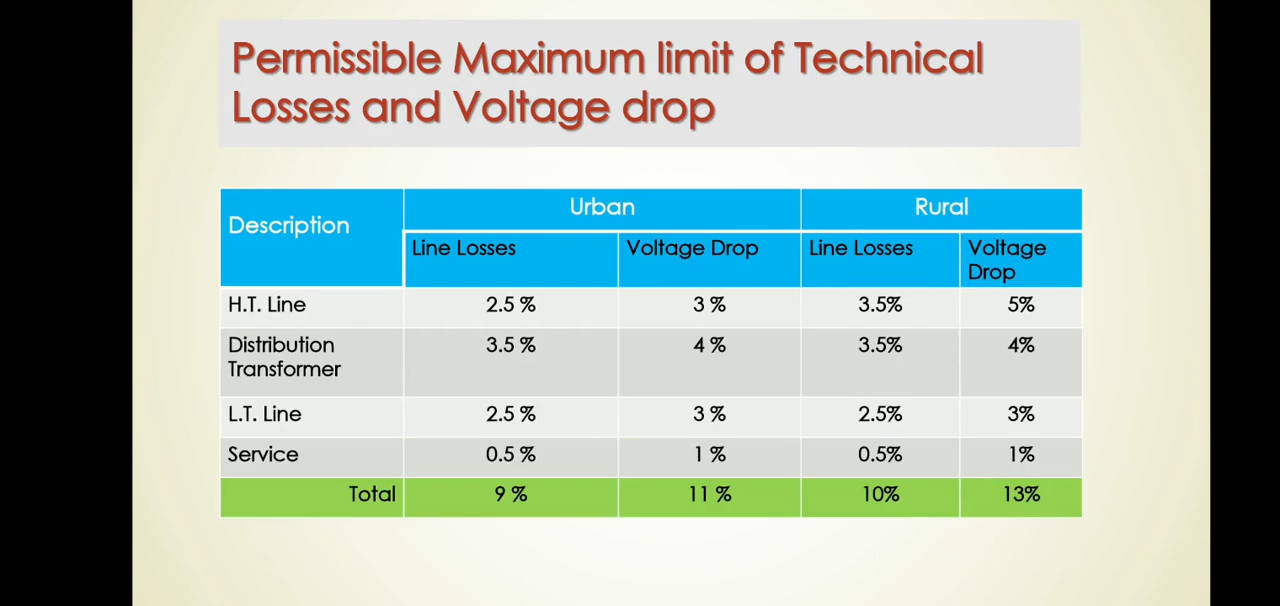 Permissible Maximum limit of Technical
Losses and Voltage drop
Description Urban Rural
Line Losses Voltage Drop Line Losses Voltage
Drop
H.T. Line 2.5 % 3 % 3.5% 5%
Distribution 3.5 % 4 % 3.5% 4%
Transformer
L.T. Line 2.5 % 3 % 2.5% 3%
Service 0.5 % 1 % 0.5% 1%
Total 9 % 11 % 10% 13%